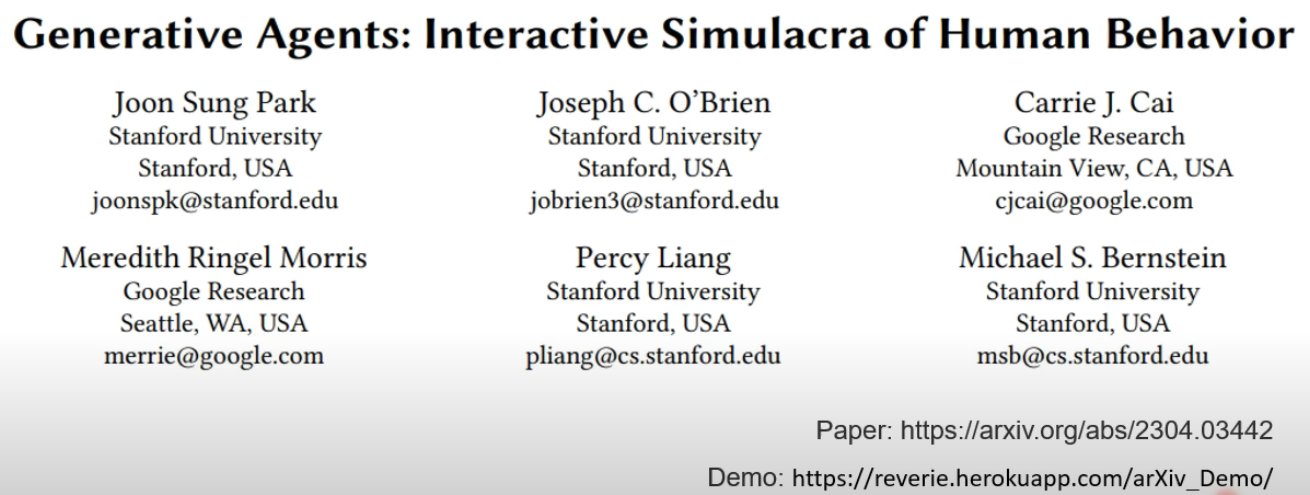 Generative Agents: Interactive Simulacra of Human Behavior
Joon Sung Park
Stanford University
Stanford, USA
joonspk@stanford.edu
Joseph C. O'Brien
Stanford University
Stanford, USA
jobrien3@stanford.edu
Carrie J. Cai
Google Research
Mountain View, CA, USA
cjcai@google.com
Meredith Ringel Morris
Google Research
Seattle, WA, USA
merrie@google.com
Percy Liang
Stanford University
Stanford, USA
pliang@cs.stanford.edu
Michael S. Bernstein
Stanford University
Stanford, USA
msb@cs.stanford.edu
Paper: https://arxiv.org/abs/2304.03442
Demo: https://reverie.herokuapp.com/arXiv_Demo/